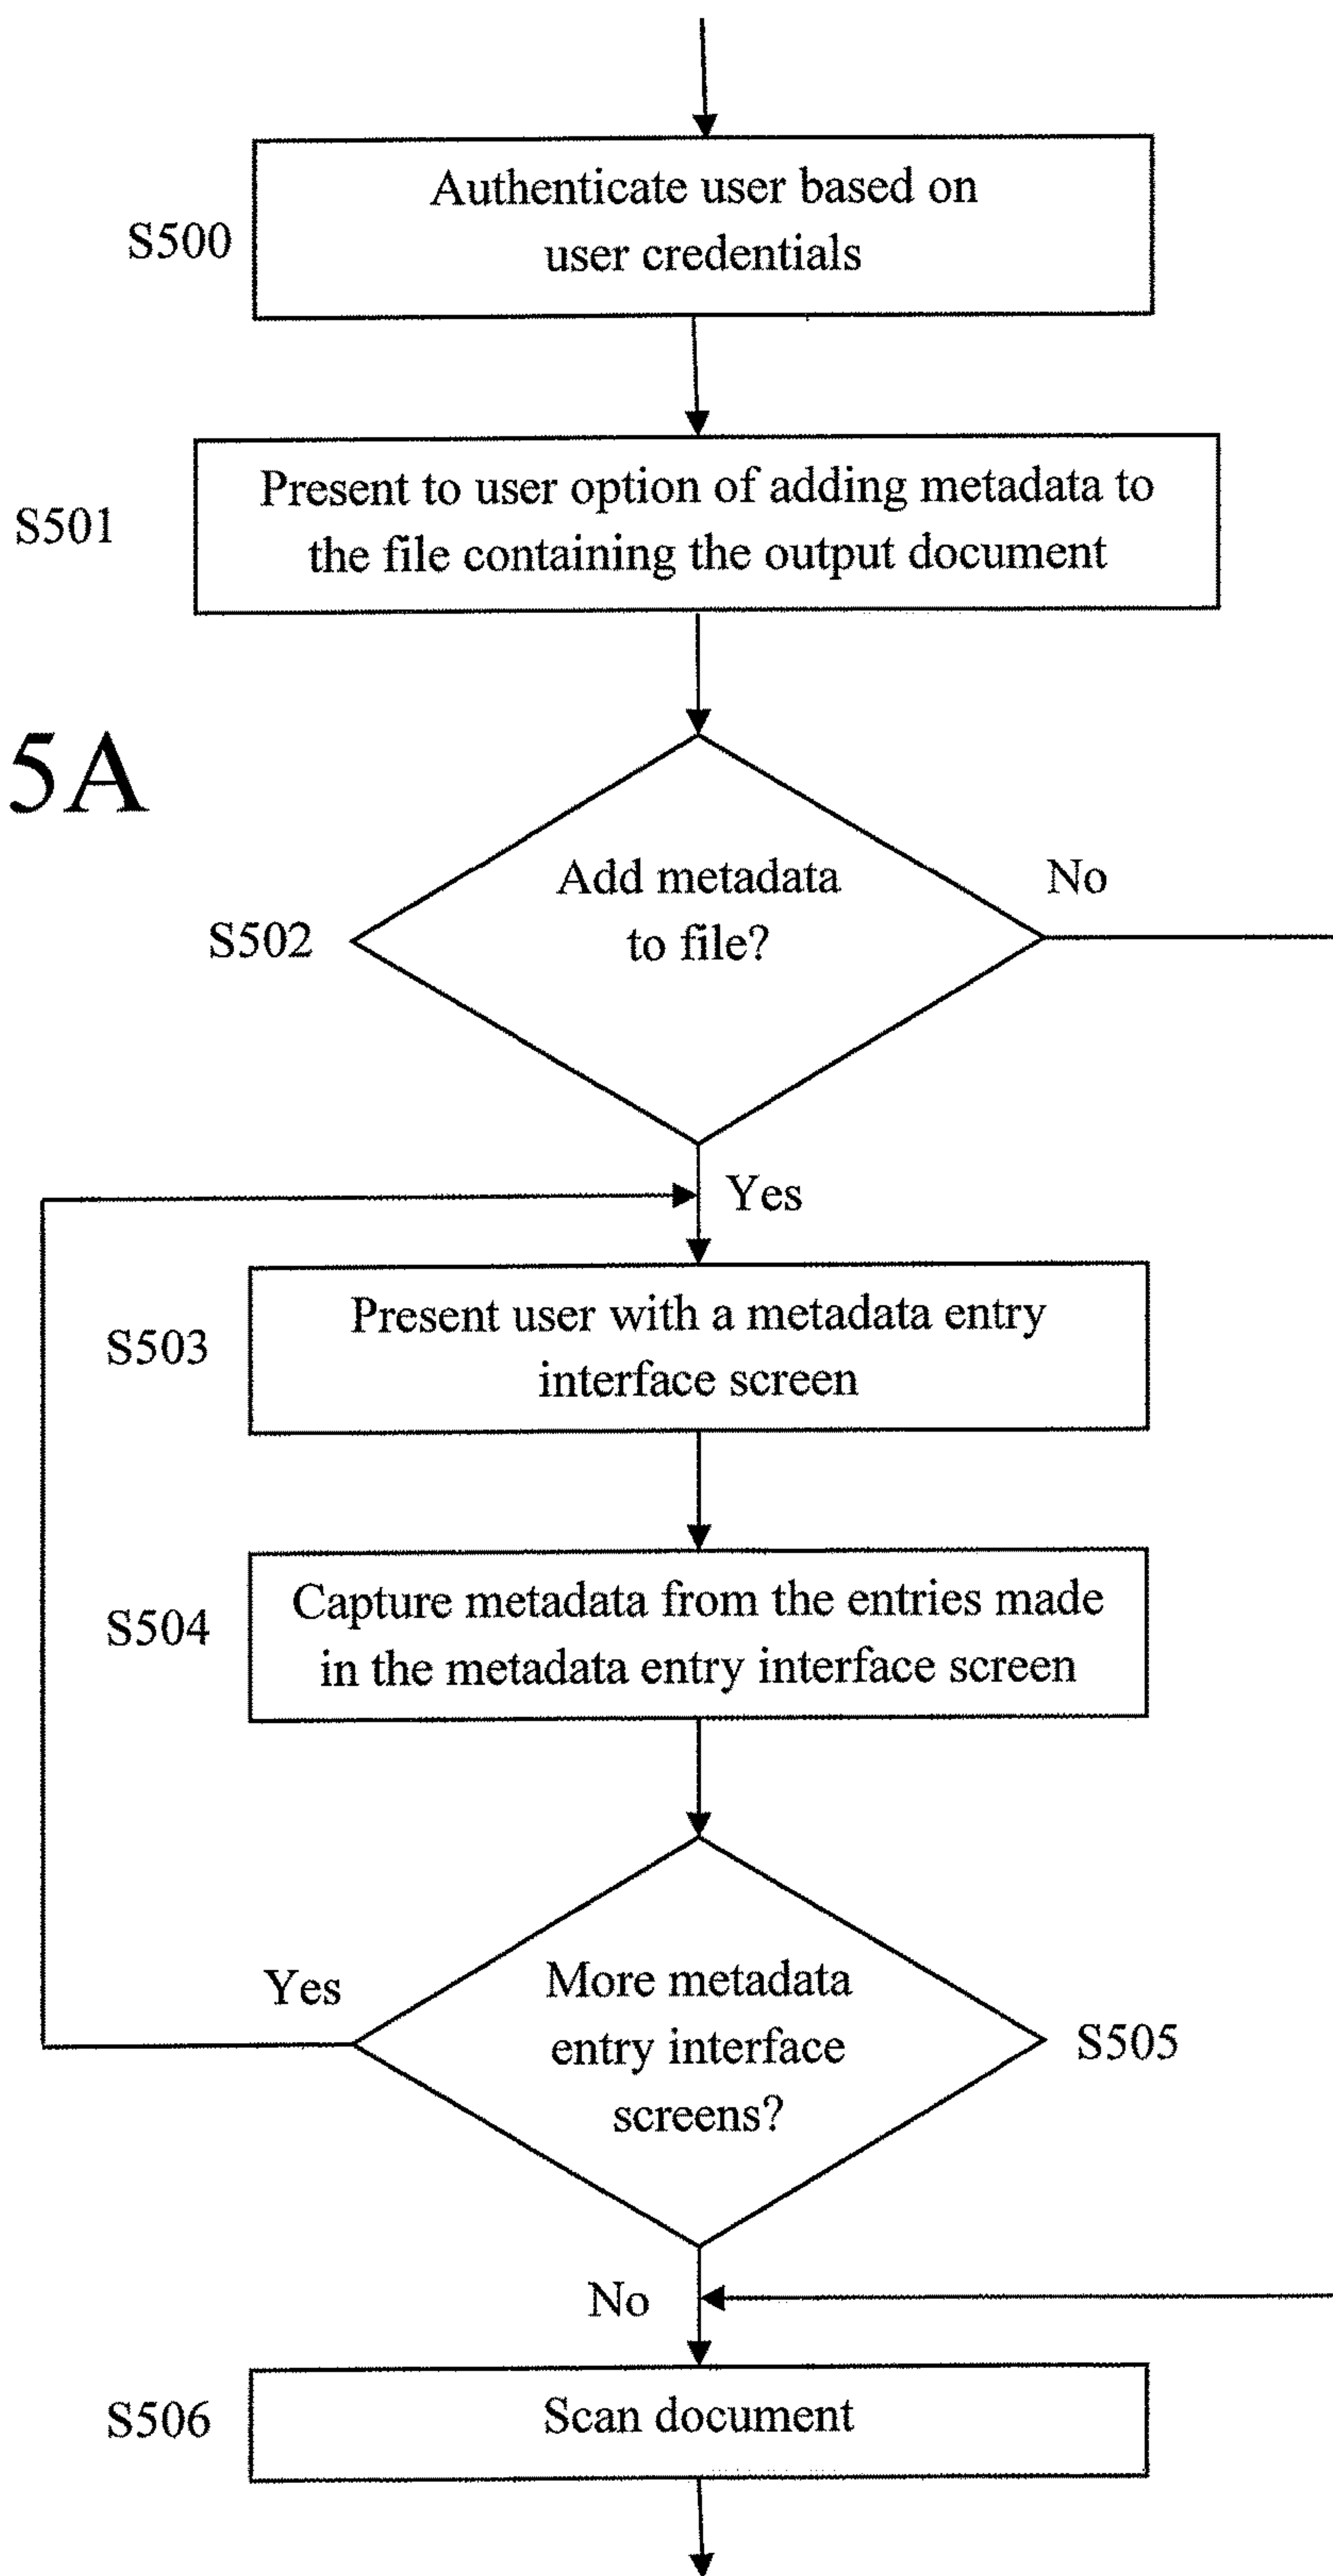 Authenticate user based on
S500
user credentials
Present to user option of adding metadata to
S501
the file containing the output document
5A
Add metadata
No
S502
to file?
Yes
Present user with a metadata entry
S503
interface screen
Capture metadata from the entries made
S504
in the metadata entry interface screen
Yes
More metadata
entry interface
S505
screens?
No
S506
Scan document